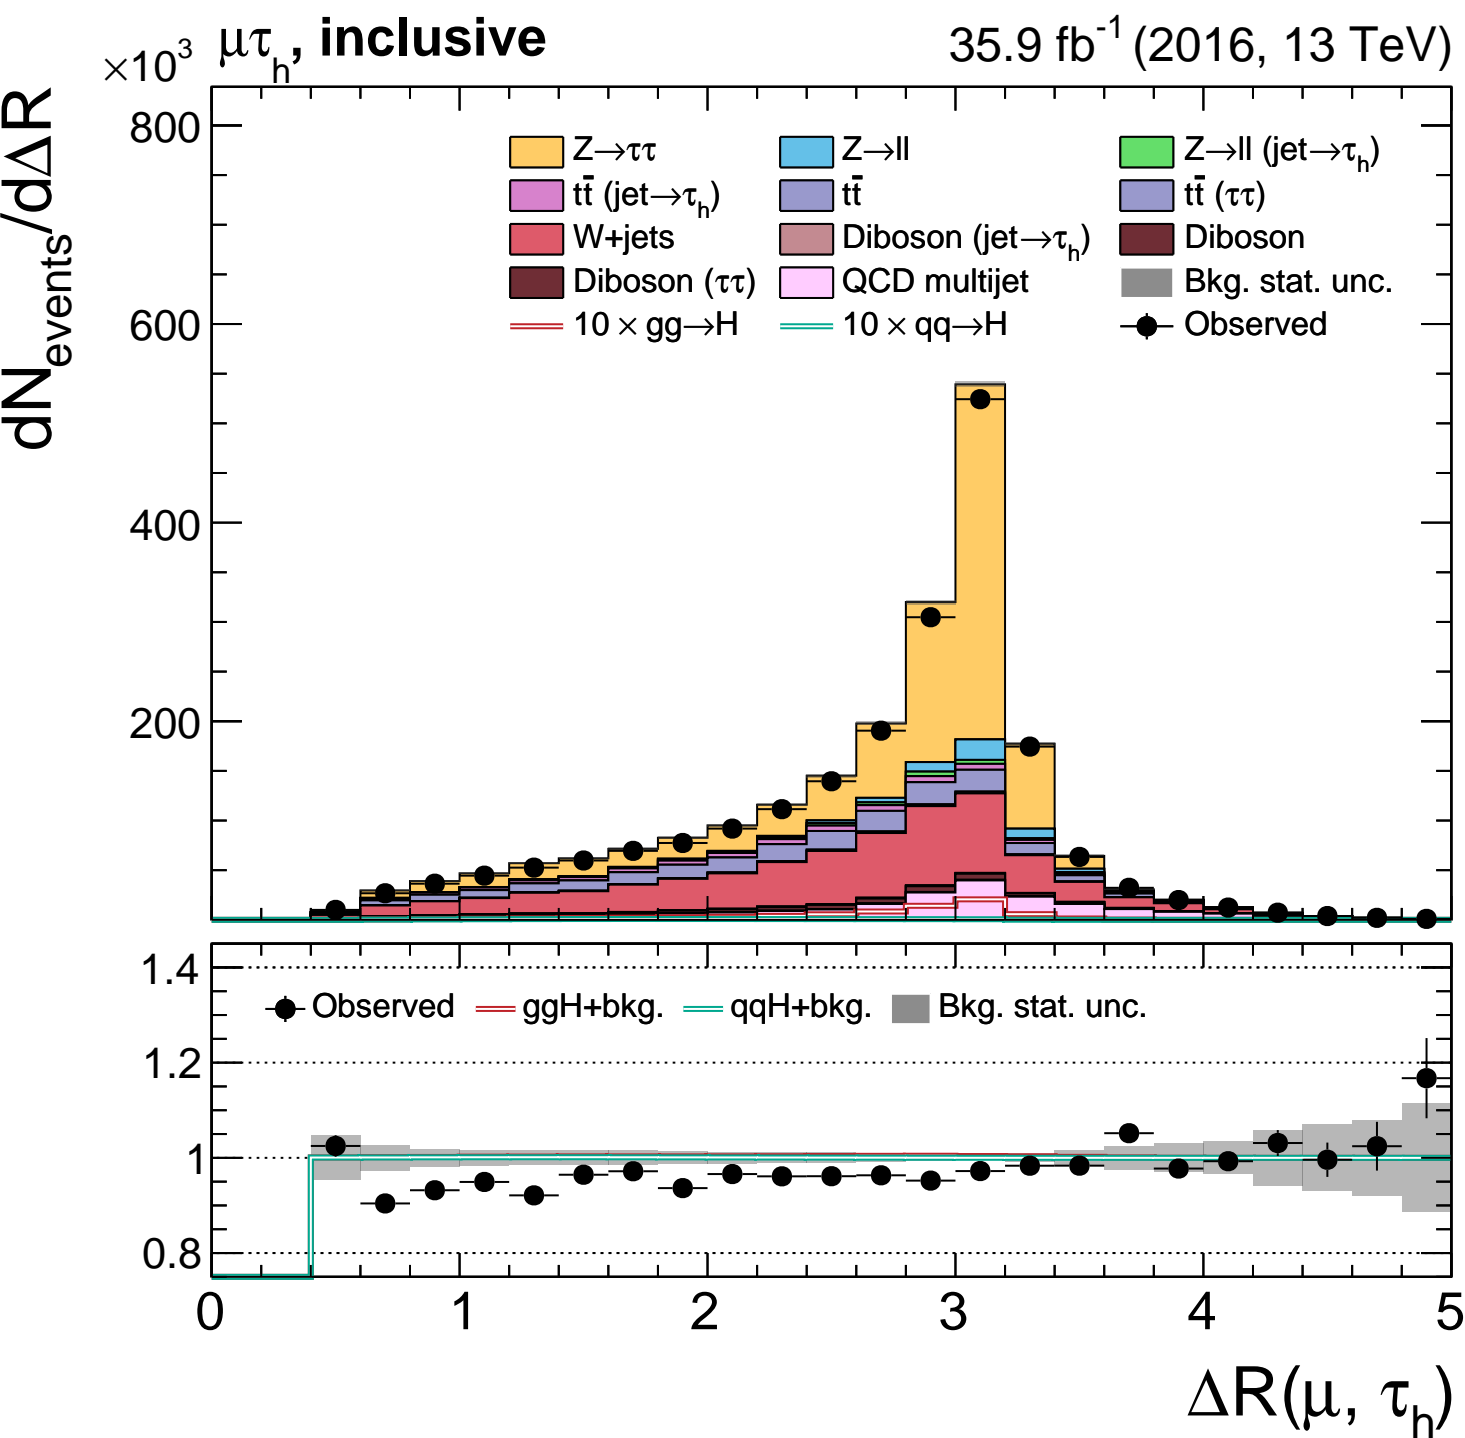 ×10³ μτₕ, inclusive 35.9 fb⁻¹ (2016, 13 TeV)
dN_events/dΔR
800
600
400
200
Z→ττ Z→ll Z→ll (jet→τₕ)
tt̄ (jet→τₕ) tt̄ tt̄ (ττ)
W+jets Diboson (jet→τₕ) Diboson
Diboson (ττ) QCD multijet Bkg. stat. unc.
10 × gg→H 10 × qq→H Observed
1.4
Observed ggH+bkg. qqH+bkg. Bkg. stat. unc.
1.2
1
0.8
0 1 2 3 4 5
ΔR(μ, τₕ)